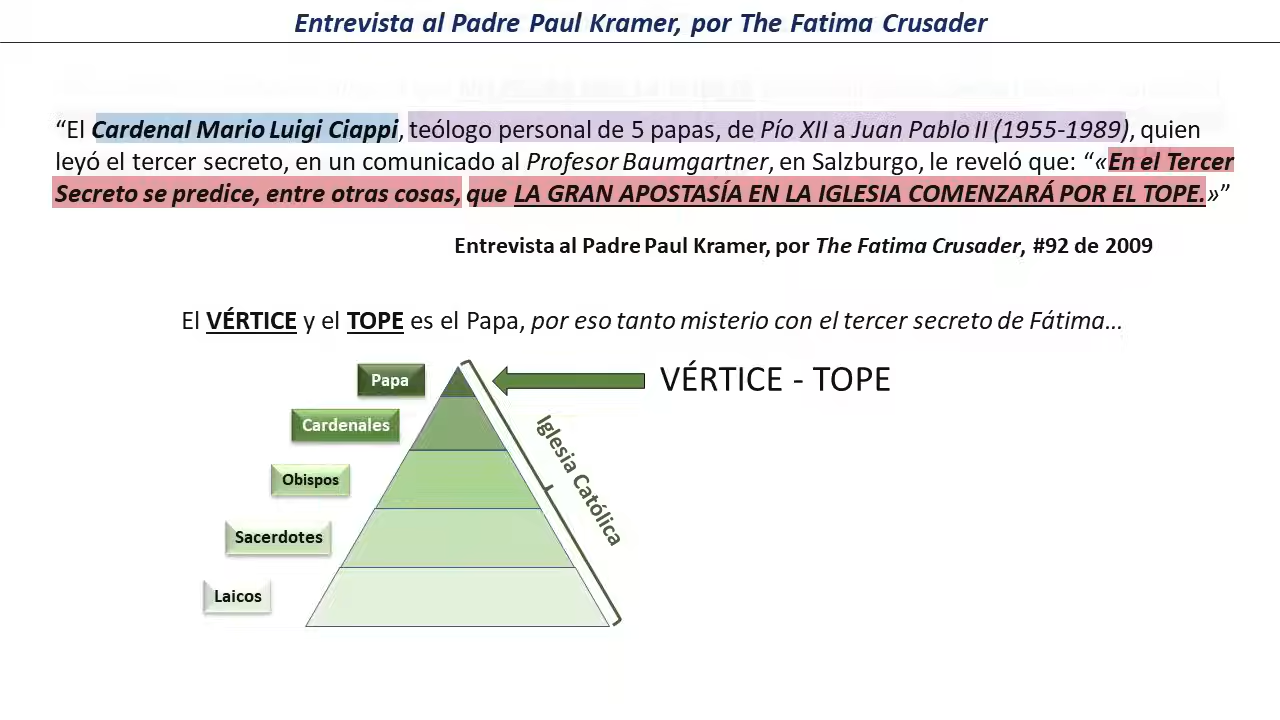 Entrevista al Padre Paul Kramer, por The Fatima Crusader
“El Cardenal Mario Luigi Ciappi, teólogo personal de 5 papas, de Pío XII a Juan Pablo II (1955-1989), quien
leyó el tercer secreto, en un comunicado al Profesor Baumgartner, en Salzburgo, le reveló que: “«En el Tercer
Secreto se predice, entre otras cosas, que LA GRAN APOSTASÍA EN LA IGLESIA COMENZARÁ POR EL TOPE.»”
Entrevista al Padre Paul Kramer, por The Fatima Crusader, #92 de 2009
El VÉRTICE y el TOPE es el Papa, por eso tanto misterio con el tercer secreto de Fátima...
Papa
VÉRTICE - TOPE
Cardenales
Iglesia Católica
Obispos
Sacerdotes
Laicos